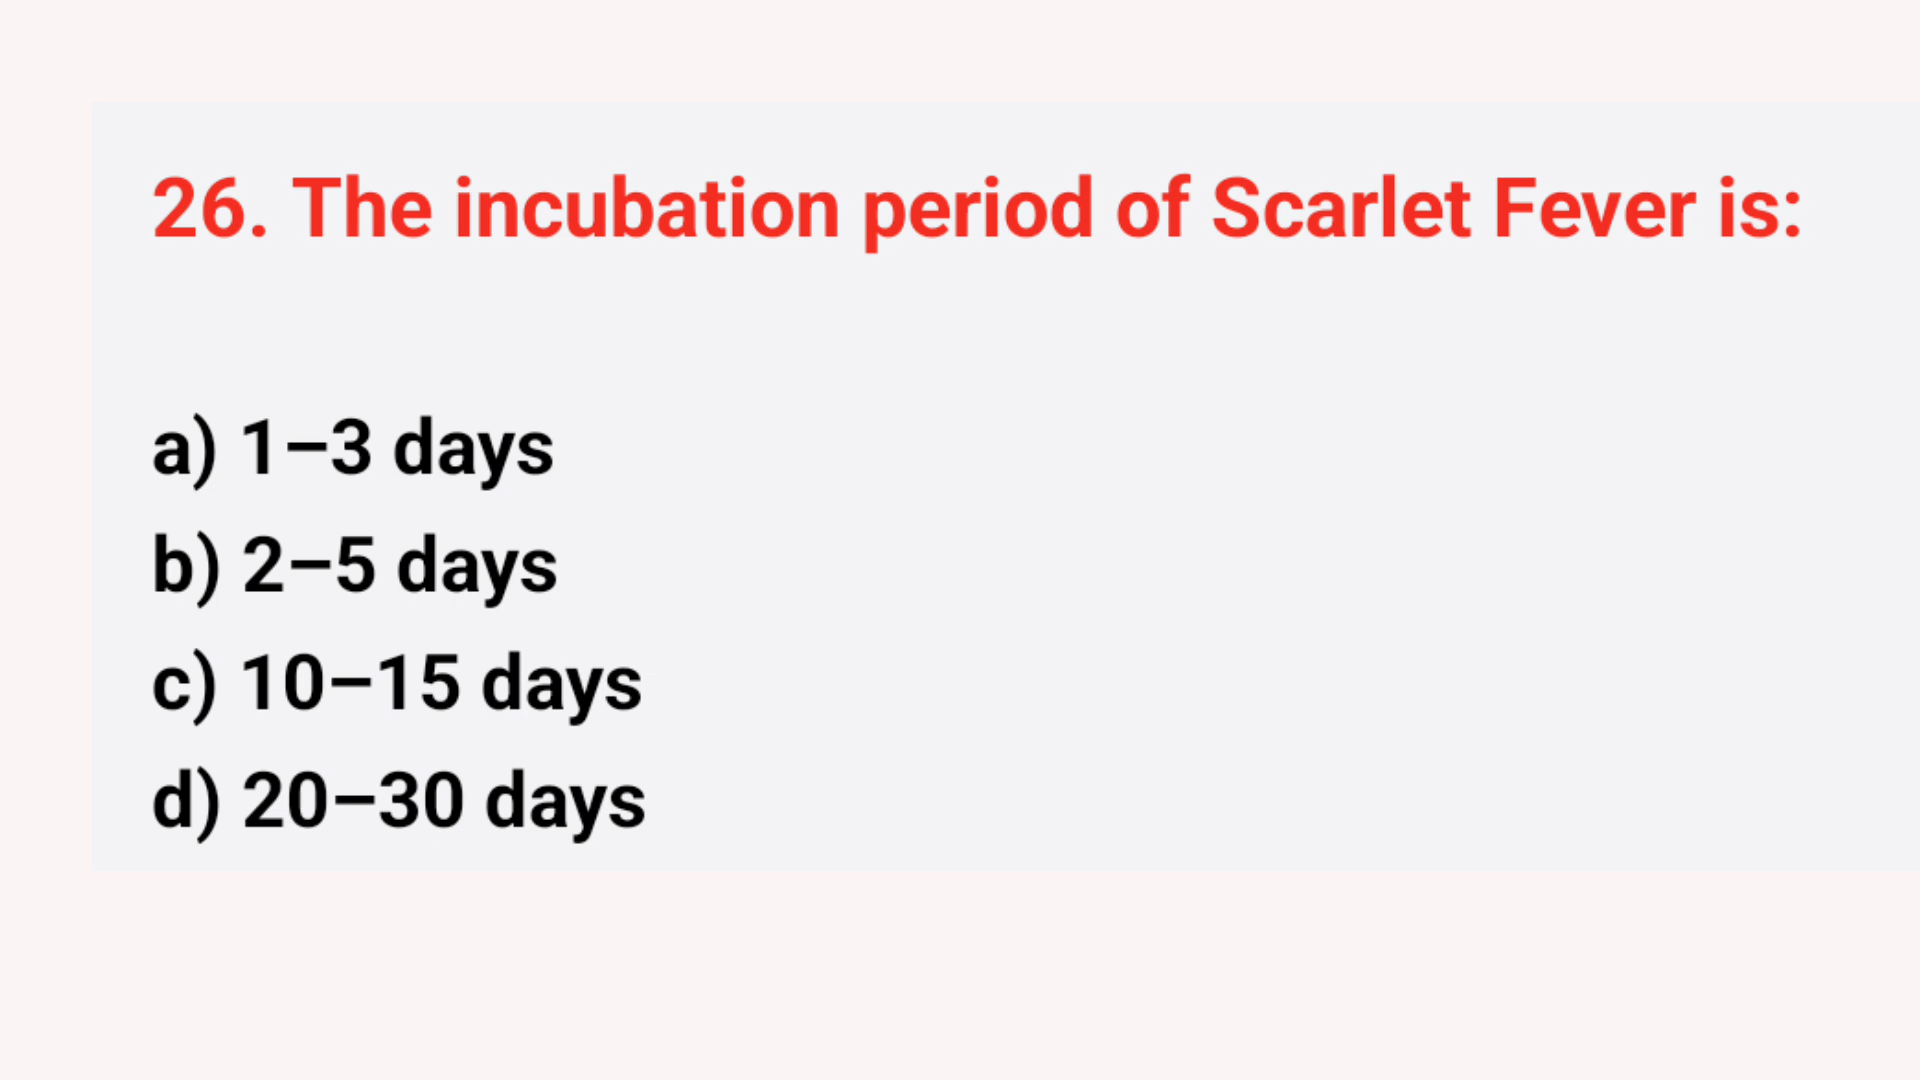 26. The incubation period of Scarlet Fever is:
a) 1–3 days
b) 2–5 days
c) 10–15 days
d) 20–30 days